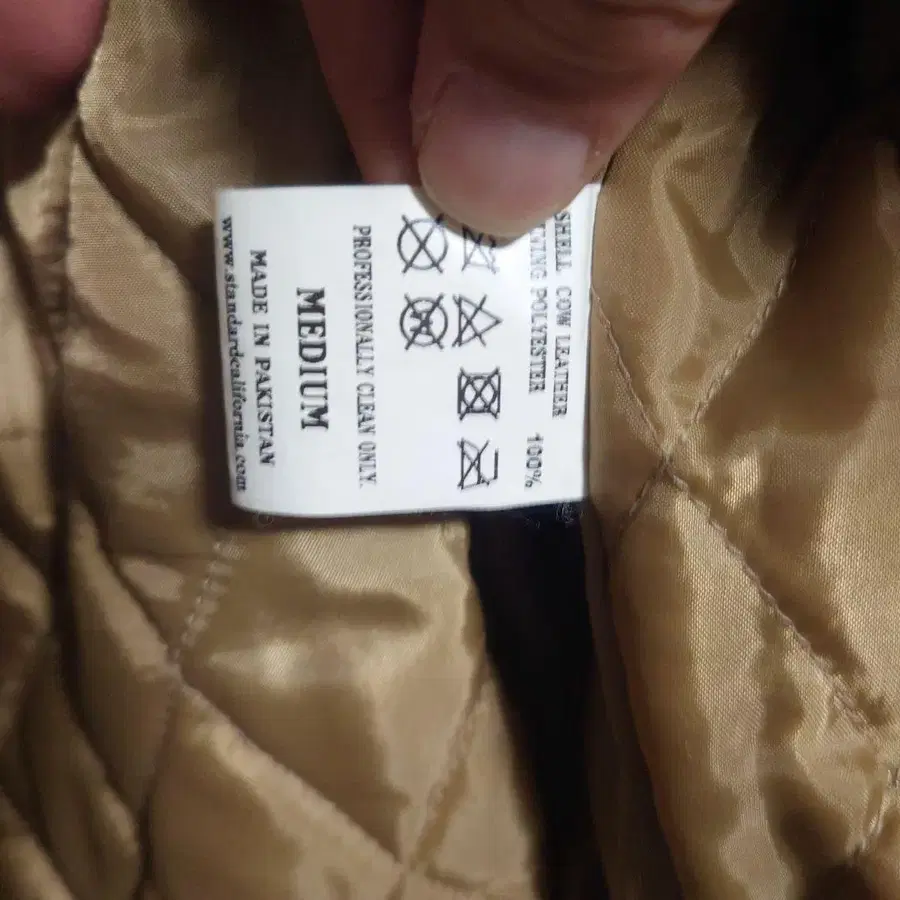 SHELL COW LEATHER
LINING POLYESTER 100%
PROFESSIONALLY CLEAN ONLY.
MEDIUM
MADE IN PAKISTAN
www.standardcalifornia.com